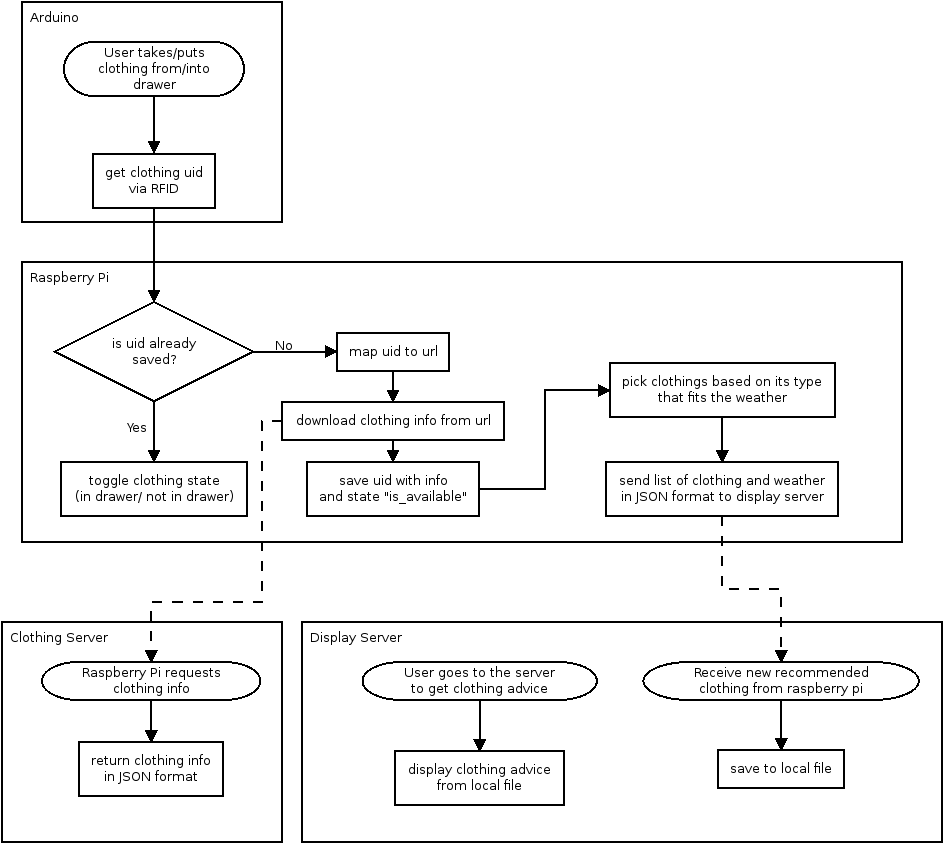 Arduino
User takes/puts
clothing from/into
drawer
get clothing uid
via RFID
Raspberry Pi
is uid already
saved?
No
Yes
map uid to url
download clothing info from url
toggle clothing state
(in drawer/ not in drawer)
save uid with info
and state "is_available"
pick clothings based on its type
that fits the weather
send list of clothing and weather
in JSON format to display server
Clothing Server
Raspberry Pi requests
clothing info
return clothing info
in JSON format
Display Server
User goes to the server
to get clothing advice
display clothing advice
from local file
Receive new recommended
clothing from raspberry pi
save to local file